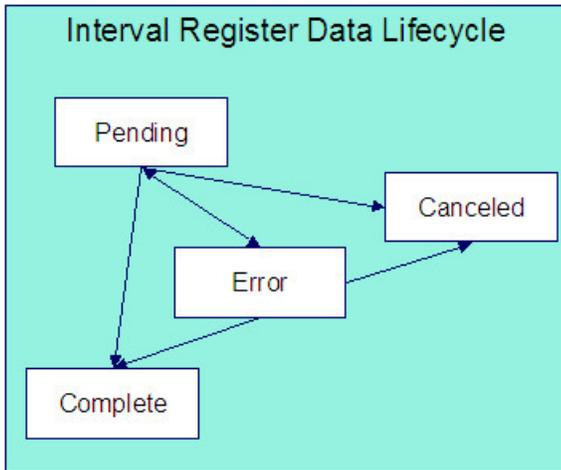 Interval Register Data Lifecycle
Pending
Canceled
Error
Complete